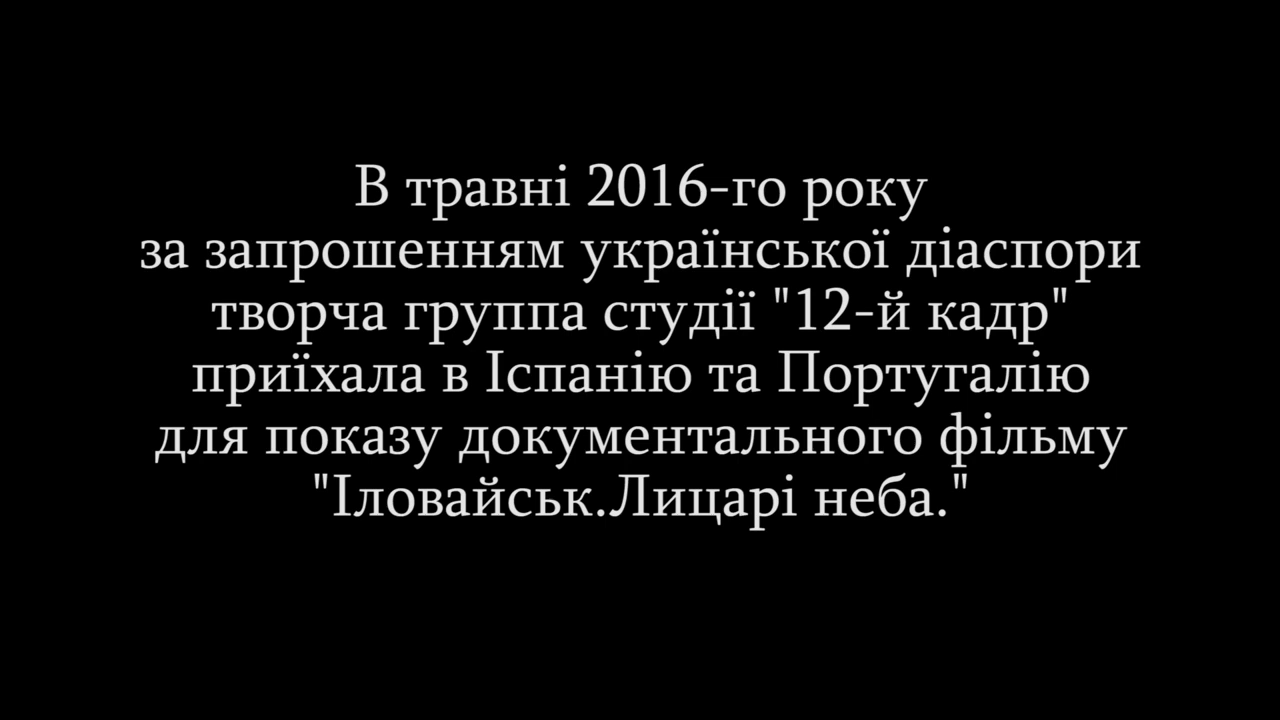 В травні 2016-го року
за запрошенням української діаспори
творча группа студії "12-й кадр"
приїхала в Іспанію та Португалію
для показу документального фільму
"Іловайськ.Лицарі неба."